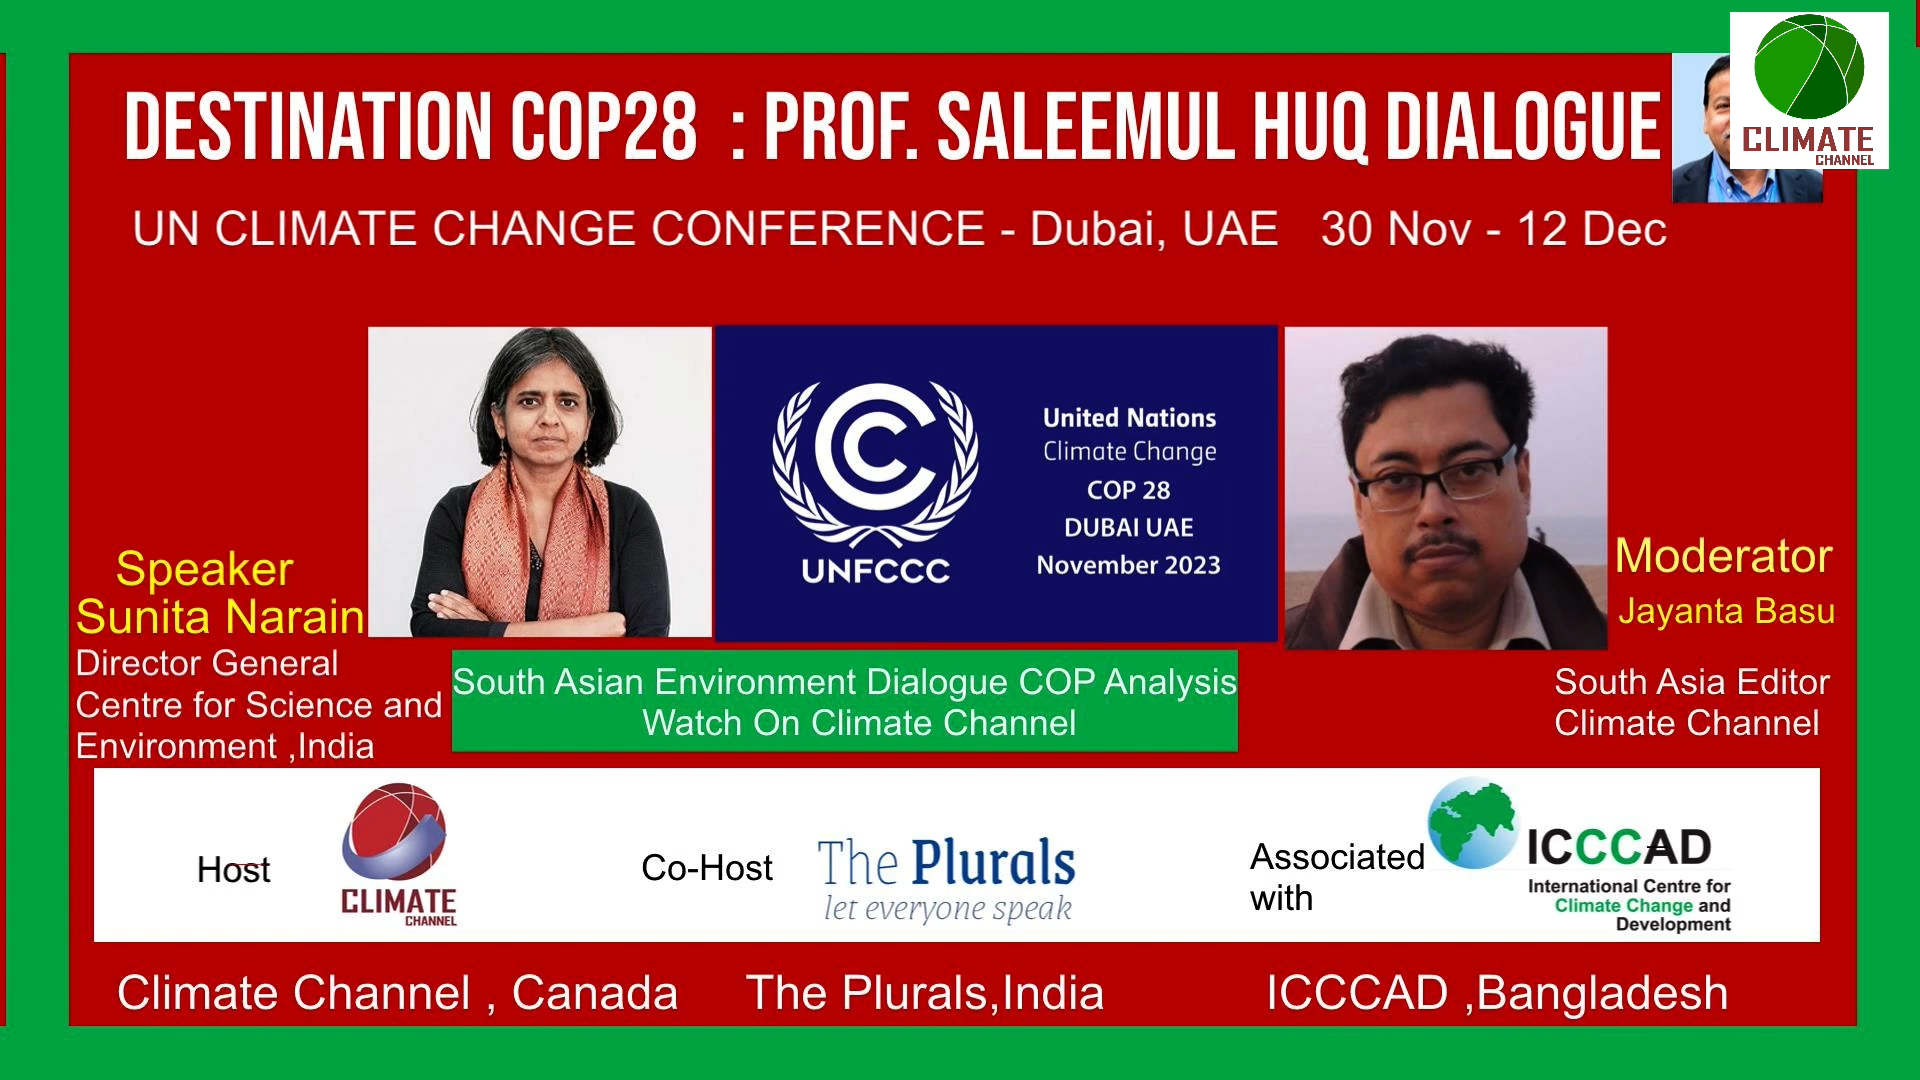 DESTINATION COP28 : PROF. SALEEMUL HUQ DIALOGUE
CLIMATE
CHANNEL
UN CLIMATE CHANGE CONFERENCE - Dubai, UAE 30 Nov - 12 Dec
UNFCCC
United Nations
Climate Change
COP 28
DUBAI UAE
November 2023
Speaker
Sunita Narain
Director General
Centre for Science and
Environment ,India
Moderator
Jayanta Basu
South Asia Editor
Climate Channel
South Asian Environment Dialogue COP Analysis
Watch On Climate Channel
Host
CLIMATE
CHANNEL
Co-Host
The Plurals
let everyone speak
Associated
with
ICCCAD
International Centre for
Climate Change and
Development
Climate Channel , Canada
The Plurals,India
ICCCAD ,Bangladesh